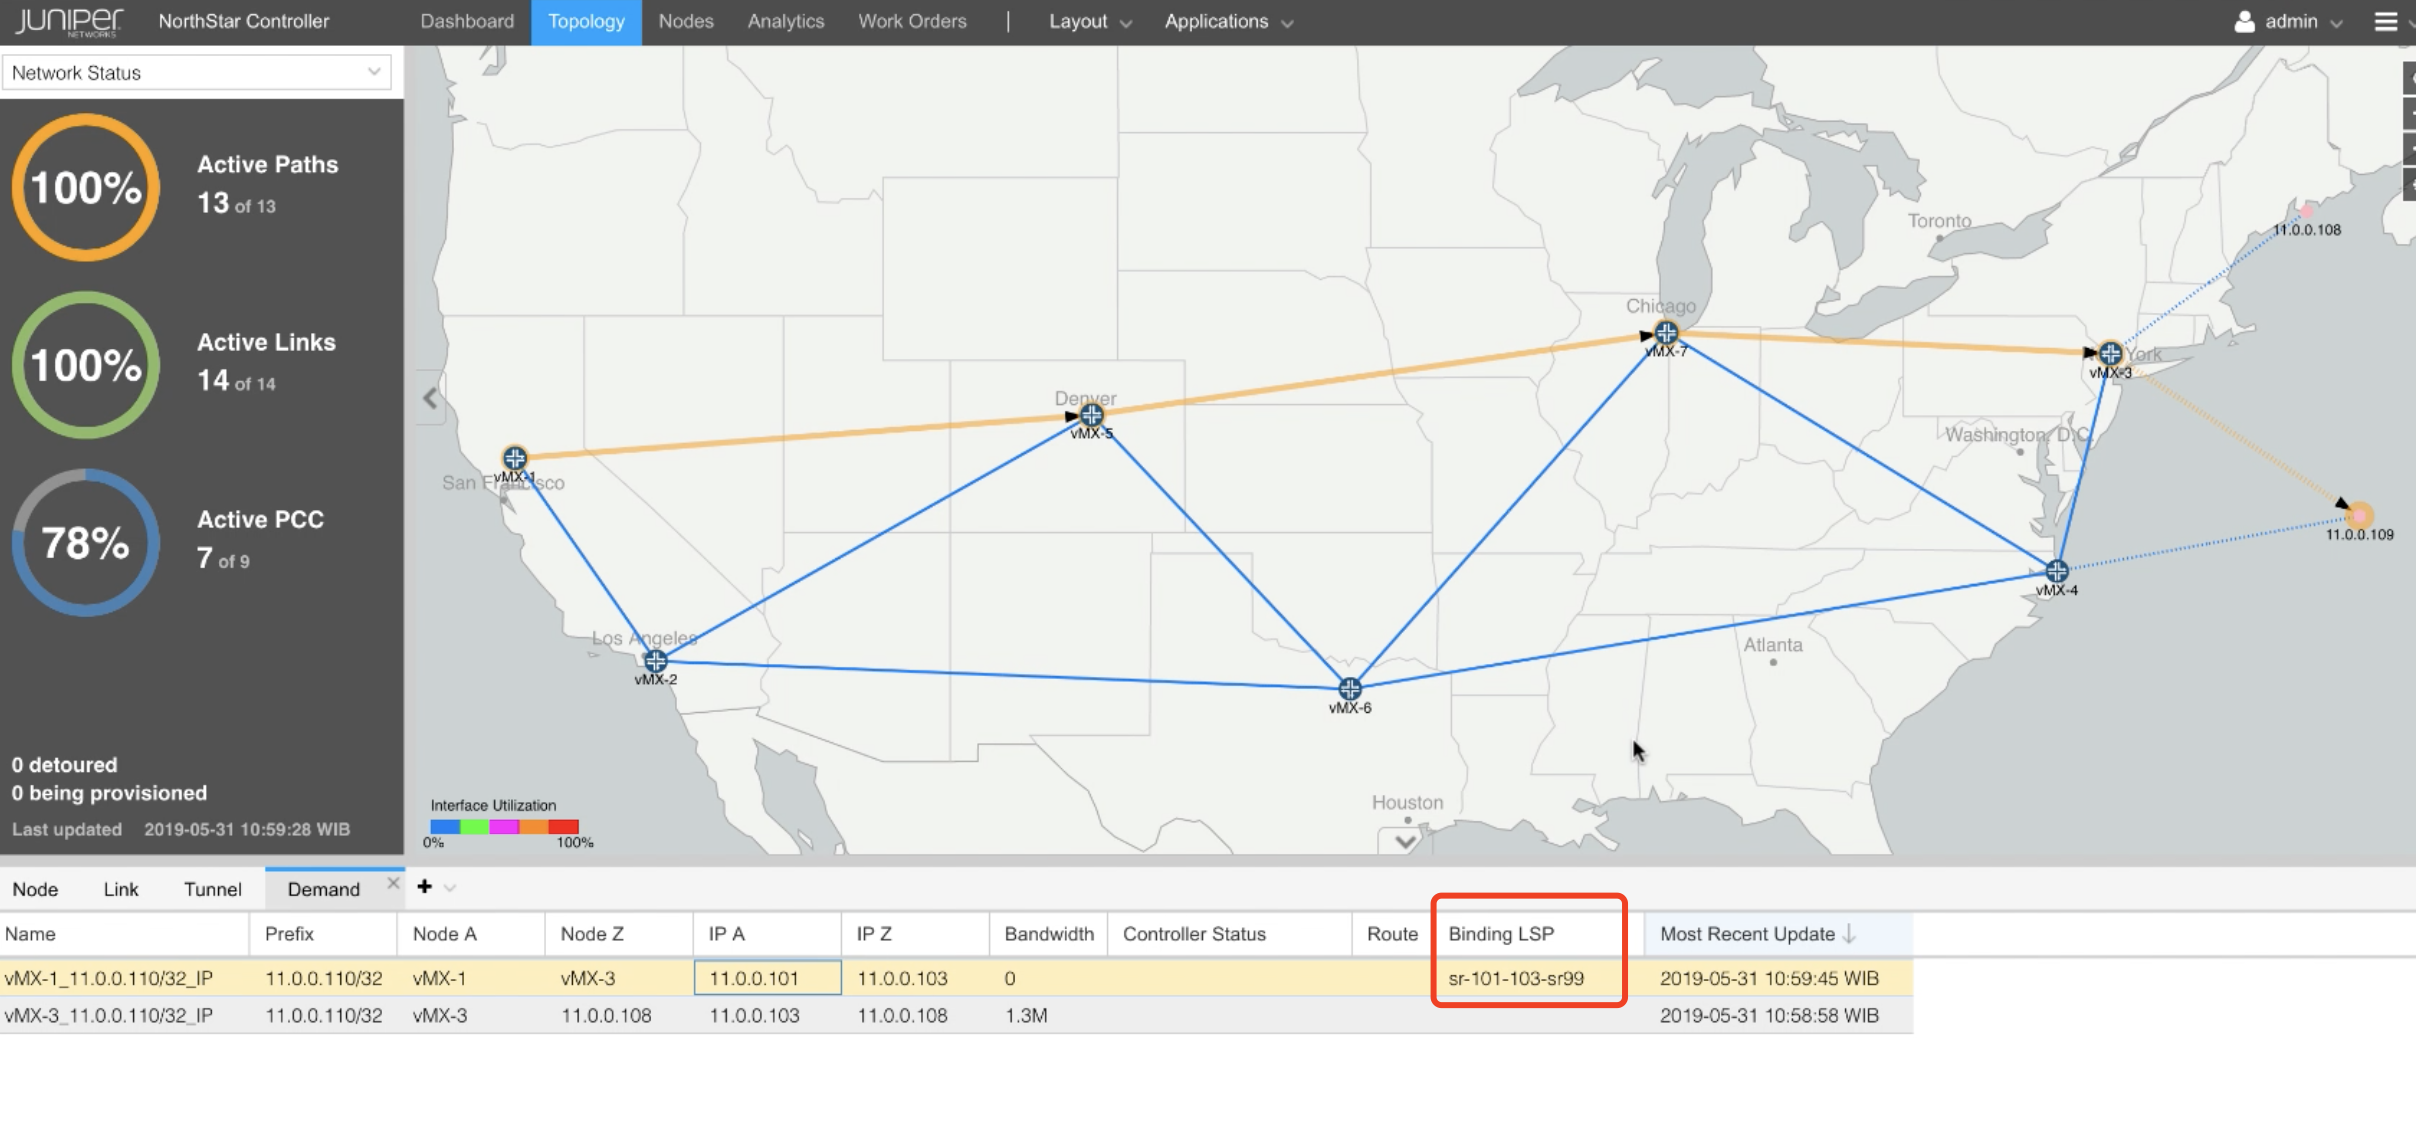 JUNIPER NETWORKS NorthStar Controller Dashboard Topology Nodes Analytics Work Orders | Layout Applications admin
Network Status
100% Active Paths
13 of 13
100% Active Links
14 of 14
78% Active PCC
7 of 9
0 detoured
0 being provisioned
Last updated 2019-05-31 10:59:28 WIB
Toronto
11.0.0.108
Chicago
vMX-7
York
vMX-3
Denver
vMX-5
Washington, D.C.
vMX-1
San Francisco
11.0.0.109
vMX-4
Los Angeles
vMX-2
Atlanta
vMX-6
Houston
Interface Utilization
0% 100%
Node Link Tunnel Demand
Name Prefix Node A Node Z IP A IP Z Bandwidth Controller Status Route Binding LSP Most Recent Update
vMX-1_11.0.0.110/32_IP 11.0.0.110/32 vMX-1 vMX-3 11.0.0.101 11.0.0.103 0 sr-101-103-sr99 2019-05-31 10:59:45 WIB
vMX-3_11.0.0.110/32_IP 11.0.0.110/32 vMX-3 11.0.0.108 11.0.0.103 11.0.0.108 1.3M 2019-05-31 10:58:58 WIB